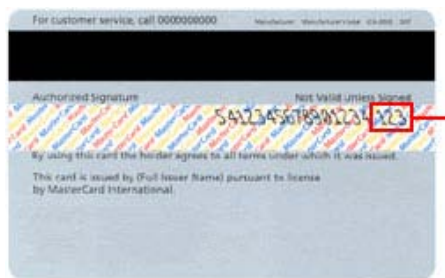 For customer service, call 0000000000
Authorized Signature Not Valid Unless Signed
5412345678901234 123
By using this card the holder agrees to all terms under which it was issued.
This card is issued by (Full Issuer Name) pursuant to license
by MasterCard International.